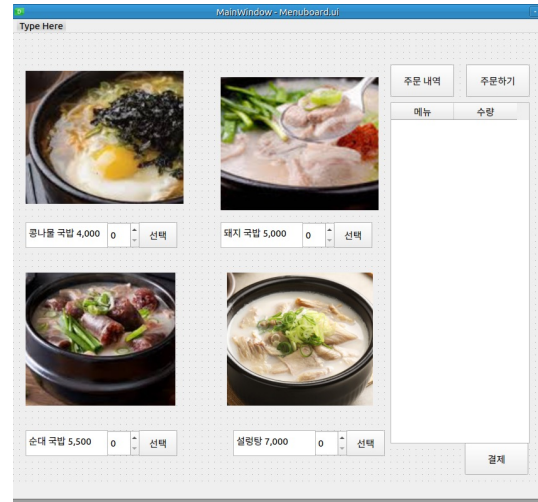 MainWindow - Menuboard.ui
Type Here
주문 내역
주문하기
메뉴 수량
콩나물 국밥 4,000 0 선택
돼지 국밥 5,000 0 선택
순대 국밥 5,500 0 선택
설렁탕 7,000 0 선택
결제